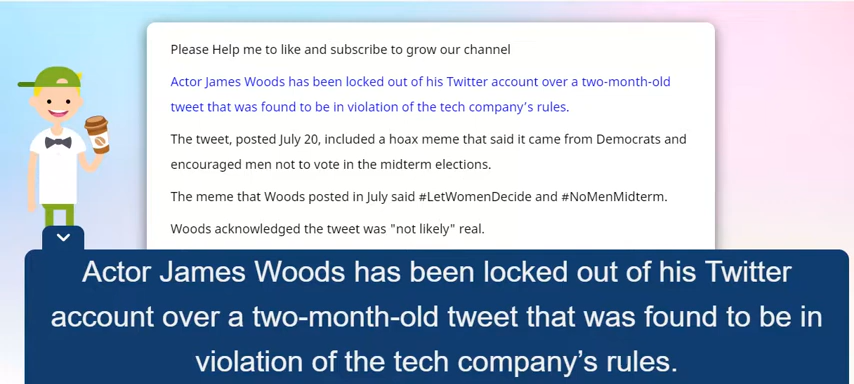 Please Help me to like and subscribe to grow our channel
Actor James Woods has been locked out of his Twitter account over a two-month-old
tweet that was found to be in violation of the tech company’s rules.
The tweet, posted July 20, included a hoax meme that said it came from Democrats and
encouraged men not to vote in the midterm elections.
The meme that Woods posted in July said #LetWomenDecide and #NoMenMidterm.
Woods acknowledged the tweet was "not likely" real.
Actor James Woods has been locked out of his Twitter
account over a two-month-old tweet that was found to be in
violation of the tech company’s rules.